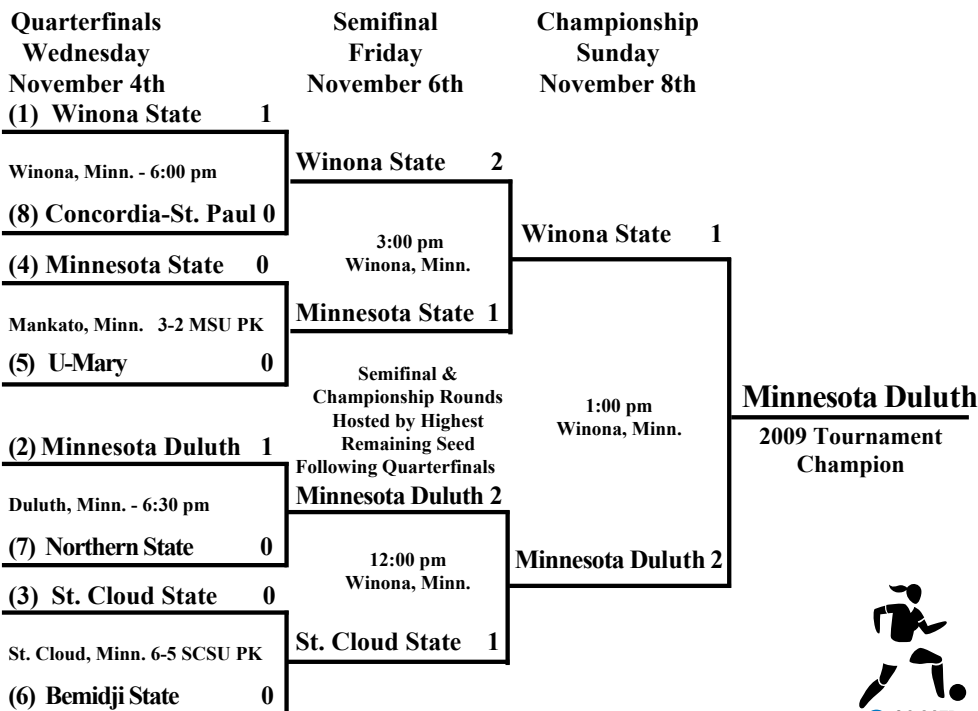 Quarterfinals
Wednesday
November 4th
(1) Winona State 1
Winona, Minn. - 6:00 pm
(8) Concordia-St. Paul 0
(4) Minnesota State 0
Mankato, Minn. 3-2 MSU PK
(5) U-Mary 0
(2) Minnesota Duluth 1
Duluth, Minn. - 6:30 pm
(7) Northern State 0
(3) St. Cloud State 0
St. Cloud, Minn. 6-5 SCSU PK
(6) Bemidji State 0
Semifinal
Friday
November 6th
Winona State 2
3:00 pm
Winona, Minn.
Minnesota State 1
Semifinal &
Championship Rounds
Hosted by Highest
Remaining Seed
Following Quarterfinals
Minnesota Duluth 2
12:00 pm
Winona, Minn.
St. Cloud State 1
Championship
Sunday
November 8th
Winona State 1
1:00 pm
Winona, Minn.
Minnesota Duluth 2
Minnesota Duluth
2009 Tournament
Champion